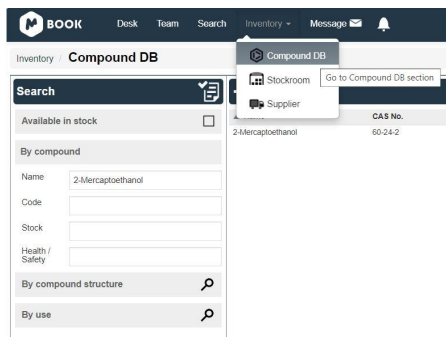 M BOOK Desk Team Search Inventory Message
Inventory / Compound DB
Compound DB
Stockroom
Go to Compound DB section
Supplier
Search
Available in stock
CAS No.
2-Mercaptoethanol 60-24-2
By compound
Name 2-Mercaptoethanol
Code
Stock
Health /
Safety
By compound structure
By use